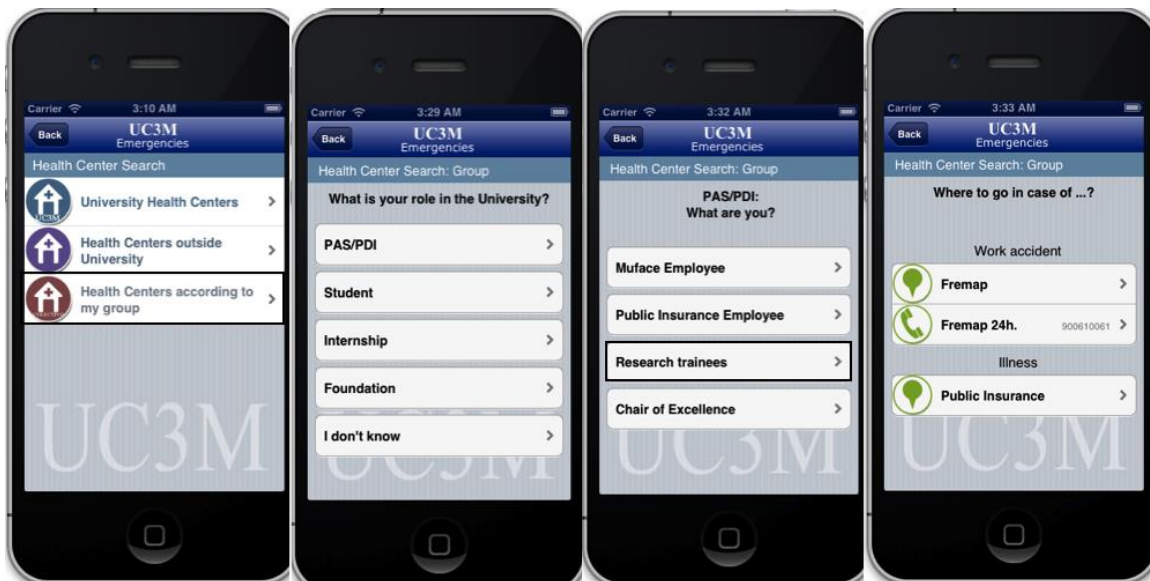 Carrier 3:10 AM
Back
UC3M
Emergencies
Health Center Search
UC3M
University Health Centers
Health Centers outside
University
Health Centers according to
my group
UC3M
Carrier 3:29 AM
Back
UC3M
Emergencies
Health Center Search: Group
What is your role in the University?
PAS/PDI
Student
Internship
Foundation
I don't know
UC3M
Carrier 3:32 AM
Back
UC3M
Emergencies
Health Center Search: Group
PAS/PDI:
What are you?
Muface Employee
Public Insurance Employee
Research trainees
Chair of Excellence
UC3M
Carrier 3:33 AM
Back
UC3M
Emergencies
Health Center Search: Group
Where to go in case of ...?
Work accident
Fremap
Fremap 24h. 900610061
Illness
Public Insurance
UC3M